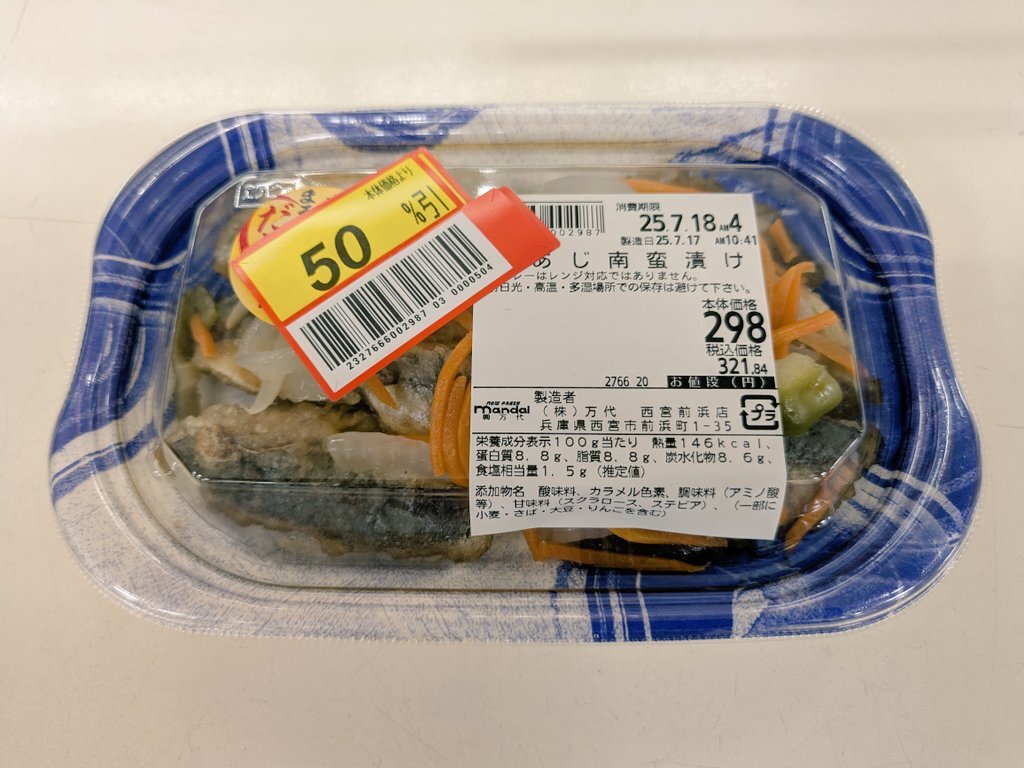 本体価格より
50 %引
2327666002987 03 0000504
002987
消費期限
25.7.18 AM 4
製造日 25.7.17 AM10:41
あじ南蛮漬け
レーはレンジ対応ではありません。
日光・高温・多湿場所での保存は避けて下さい。
本体価格
298
税込価格
321.84
2766 20 お値段(円)
製造者
mandai
㈱万代
(株)万代 西宮前浜店
兵庫県西宮市前浜町1-35
プラ
栄養成分表示100g当たり 熱量146kcal、
蛋白質8.8g、脂質8.8g、炭水化物8.6g、
食塩相当量1.5g(推定値)
添加物名 酸味料、カラメル色素、調味料(アミノ酸
等)、甘味料(スクラロース、ステビア)、(一部に
小麦・さば・大豆・りんごを含む)